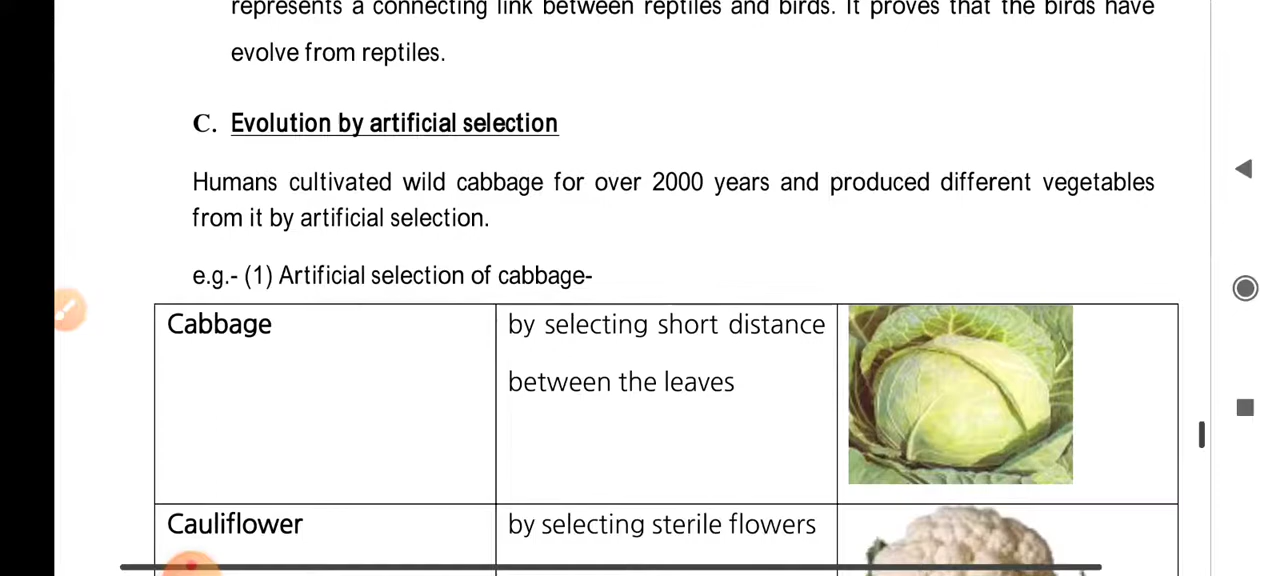 represents a connecting link between reptiles and birds. It proves that the birds have
evolve from reptiles.
C. Evolution by artificial selection
Humans cultivated wild cabbage for over 2000 years and produced different vegetables
from it by artificial selection.
e.g.- (1) Artificial selection of cabbage-
Cabbage
by selecting short distance
between the leaves
Cauliflower
by selecting sterile flowers